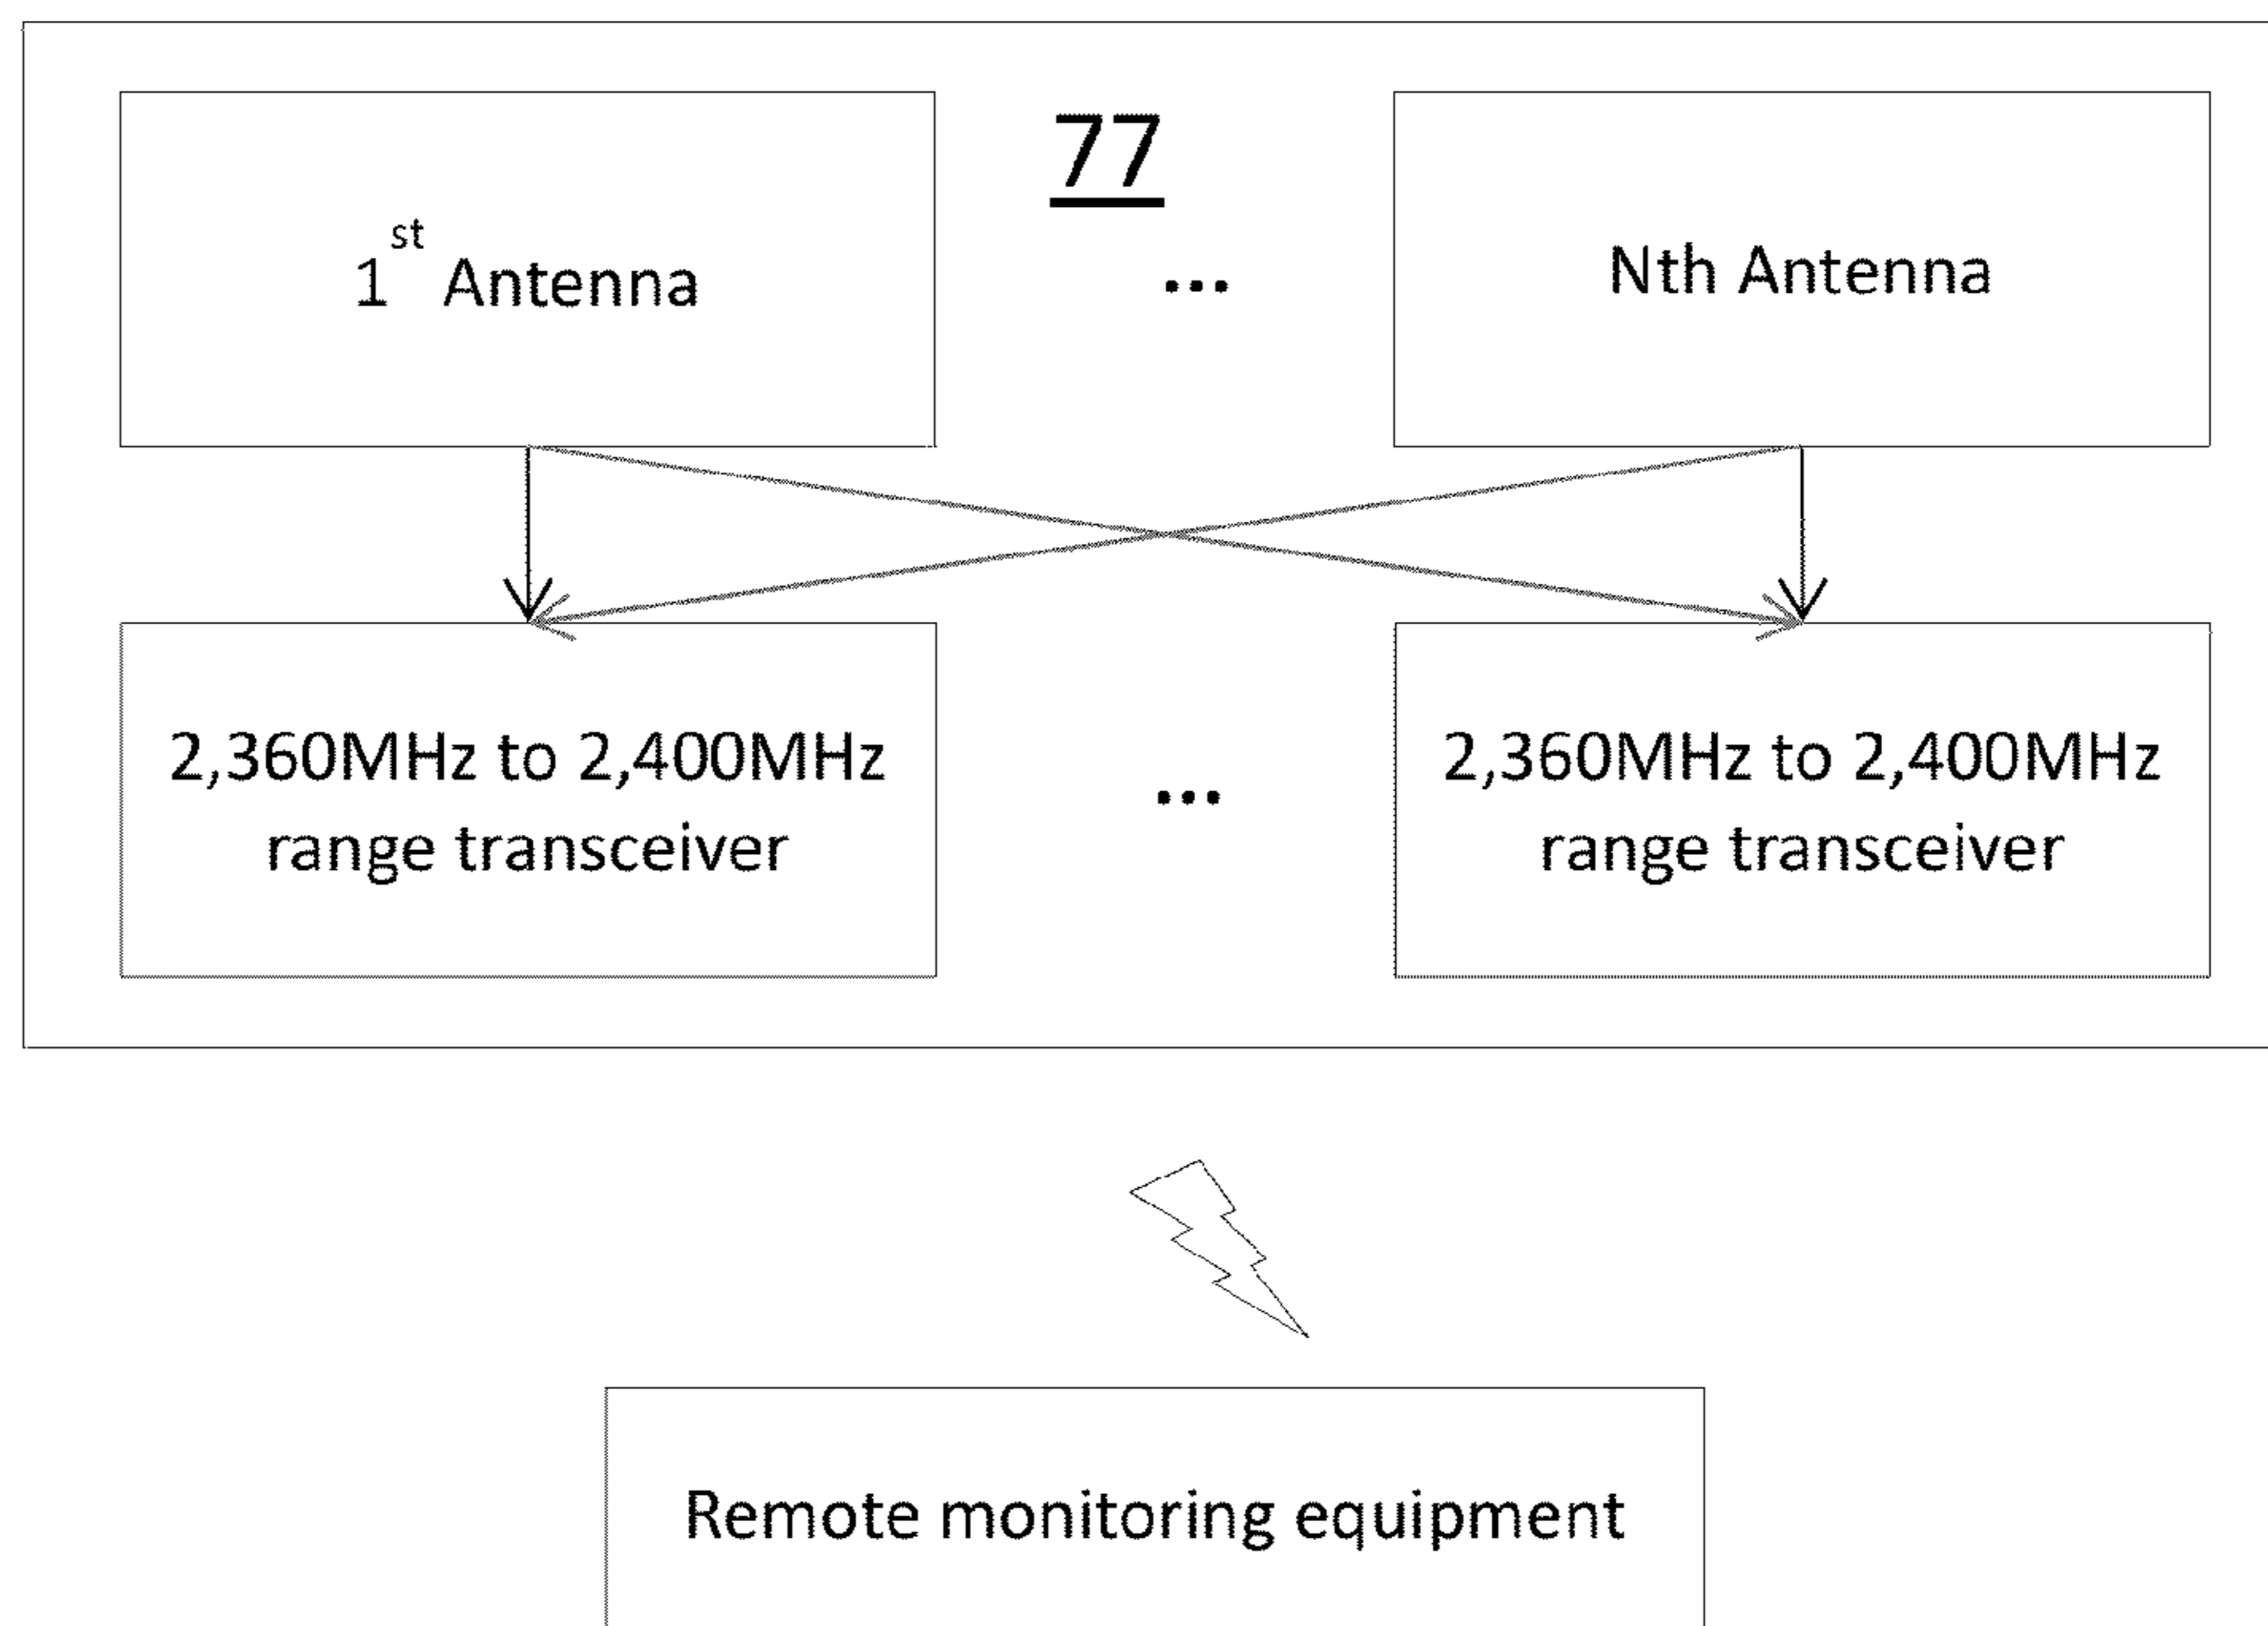 77
1st Antenna
...
Nth Antenna
2,360MHz to 2,400MHz
range transceiver
...
2,360MHz to 2,400MHz
range transceiver
Remote monitoring equipment